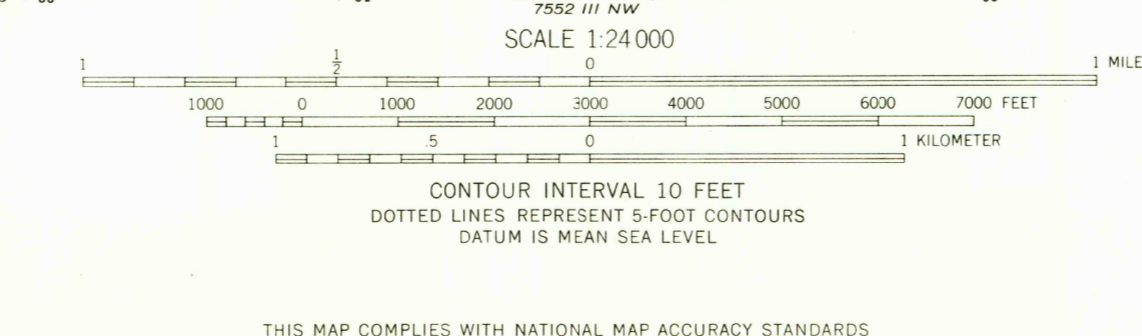 7552 III NW
SCALE 1:24 000
1 1/2 0 1 MILE
1000 0 1000 2000 3000 4000 5000 6000 7000 FEET
1 .5 0 1 KILOMETER
CONTOUR INTERVAL 10 FEET
DOTTED LINES REPRESENT 5-FOOT CONTOURS
DATUM IS MEAN SEA LEVEL
THIS MAP COMPLIES WITH NATIONAL MAP ACCURACY STANDARDS